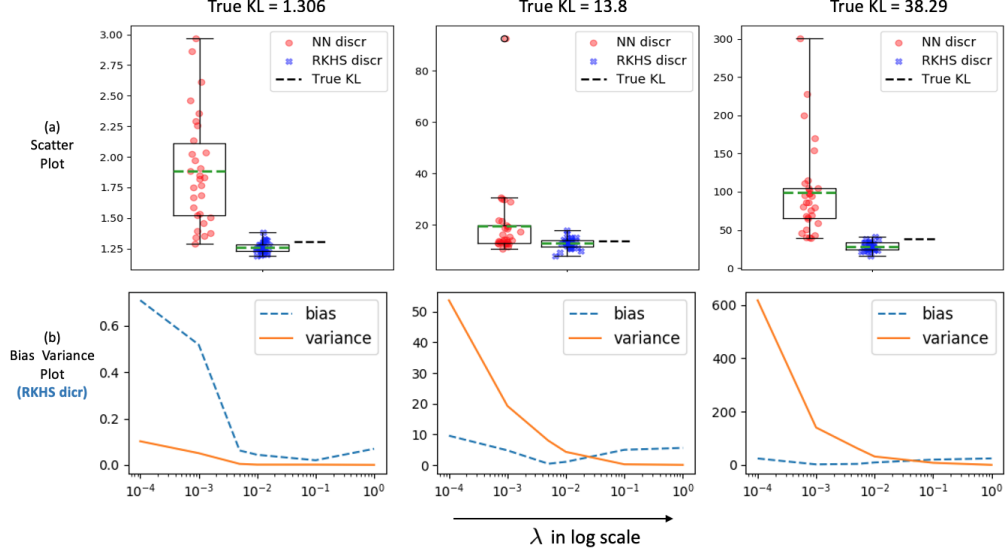 True KL = 1.306
True KL = 13.8
True KL = 38.29
(a)
Scatter
Plot
3.00
2.75
2.50
2.25
2.00
1.75
1.50
1.25
NN discr
RKHS discr
True KL
80
60
40
20
NN discr
RKHS discr
True KL
300
250
200
150
100
50
0
NN discr
RKHS discr
True KL
(b)
Bias Variance
Plot
(RKHS dicr)
0.6
0.4
0.2
0.0
bias
variance
10⁻⁴ 10⁻³ 10⁻² 10⁻¹ 10⁰
50
40
30
20
10
0
bias
variance
10⁻⁴ 10⁻³ 10⁻² 10⁻¹ 10⁰
600
400
200
0
bias
variance
10⁻⁴ 10⁻³ 10⁻² 10⁻¹ 10⁰
λ in log scale